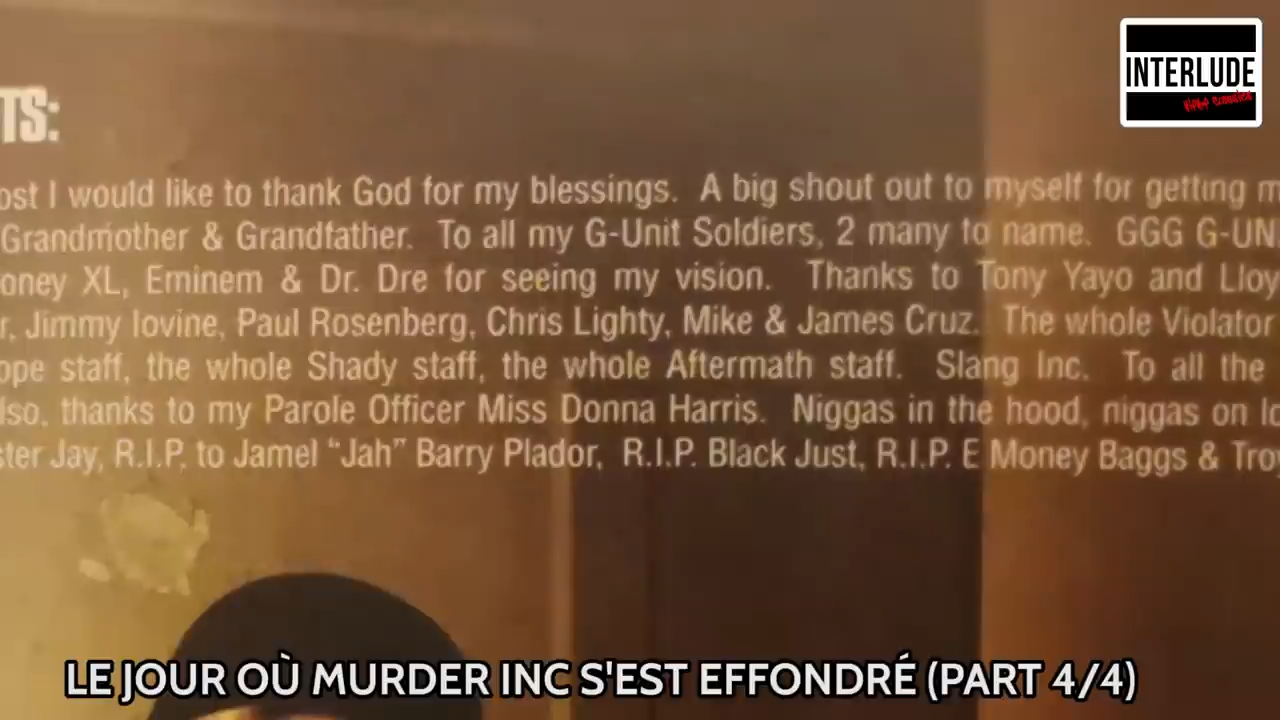 INTERLUDE
TS:
ost I would like to thank God for my blessings. A big shout out to myself for getting m
Grandmother & Grandfather. To all my G-Unit Soldiers, 2 many to name. GGG G-UN
oney XL, Eminem & Dr. Dre for seeing my vision. Thanks to Tony Yayo and Lloy
r, Jimmy Iovine, Paul Rosenberg, Chris Lighty, Mike & James Cruz. The whole Violator
ope staff, the whole Shady staff, the whole Aftermath staff. Slang Inc. To all the
lso, thanks to my Parole Officer Miss Donna Harris. Niggas in the hood, niggas on lo
ster Jay, R.I.P. to Jamel “Jah” Barry Plador, R.I.P. Black Just, R.I.P. E Money Baggs & Troy
LE JOUR OÙ MURDER INC S'EST EFFONDRÉ (PART 4/4)